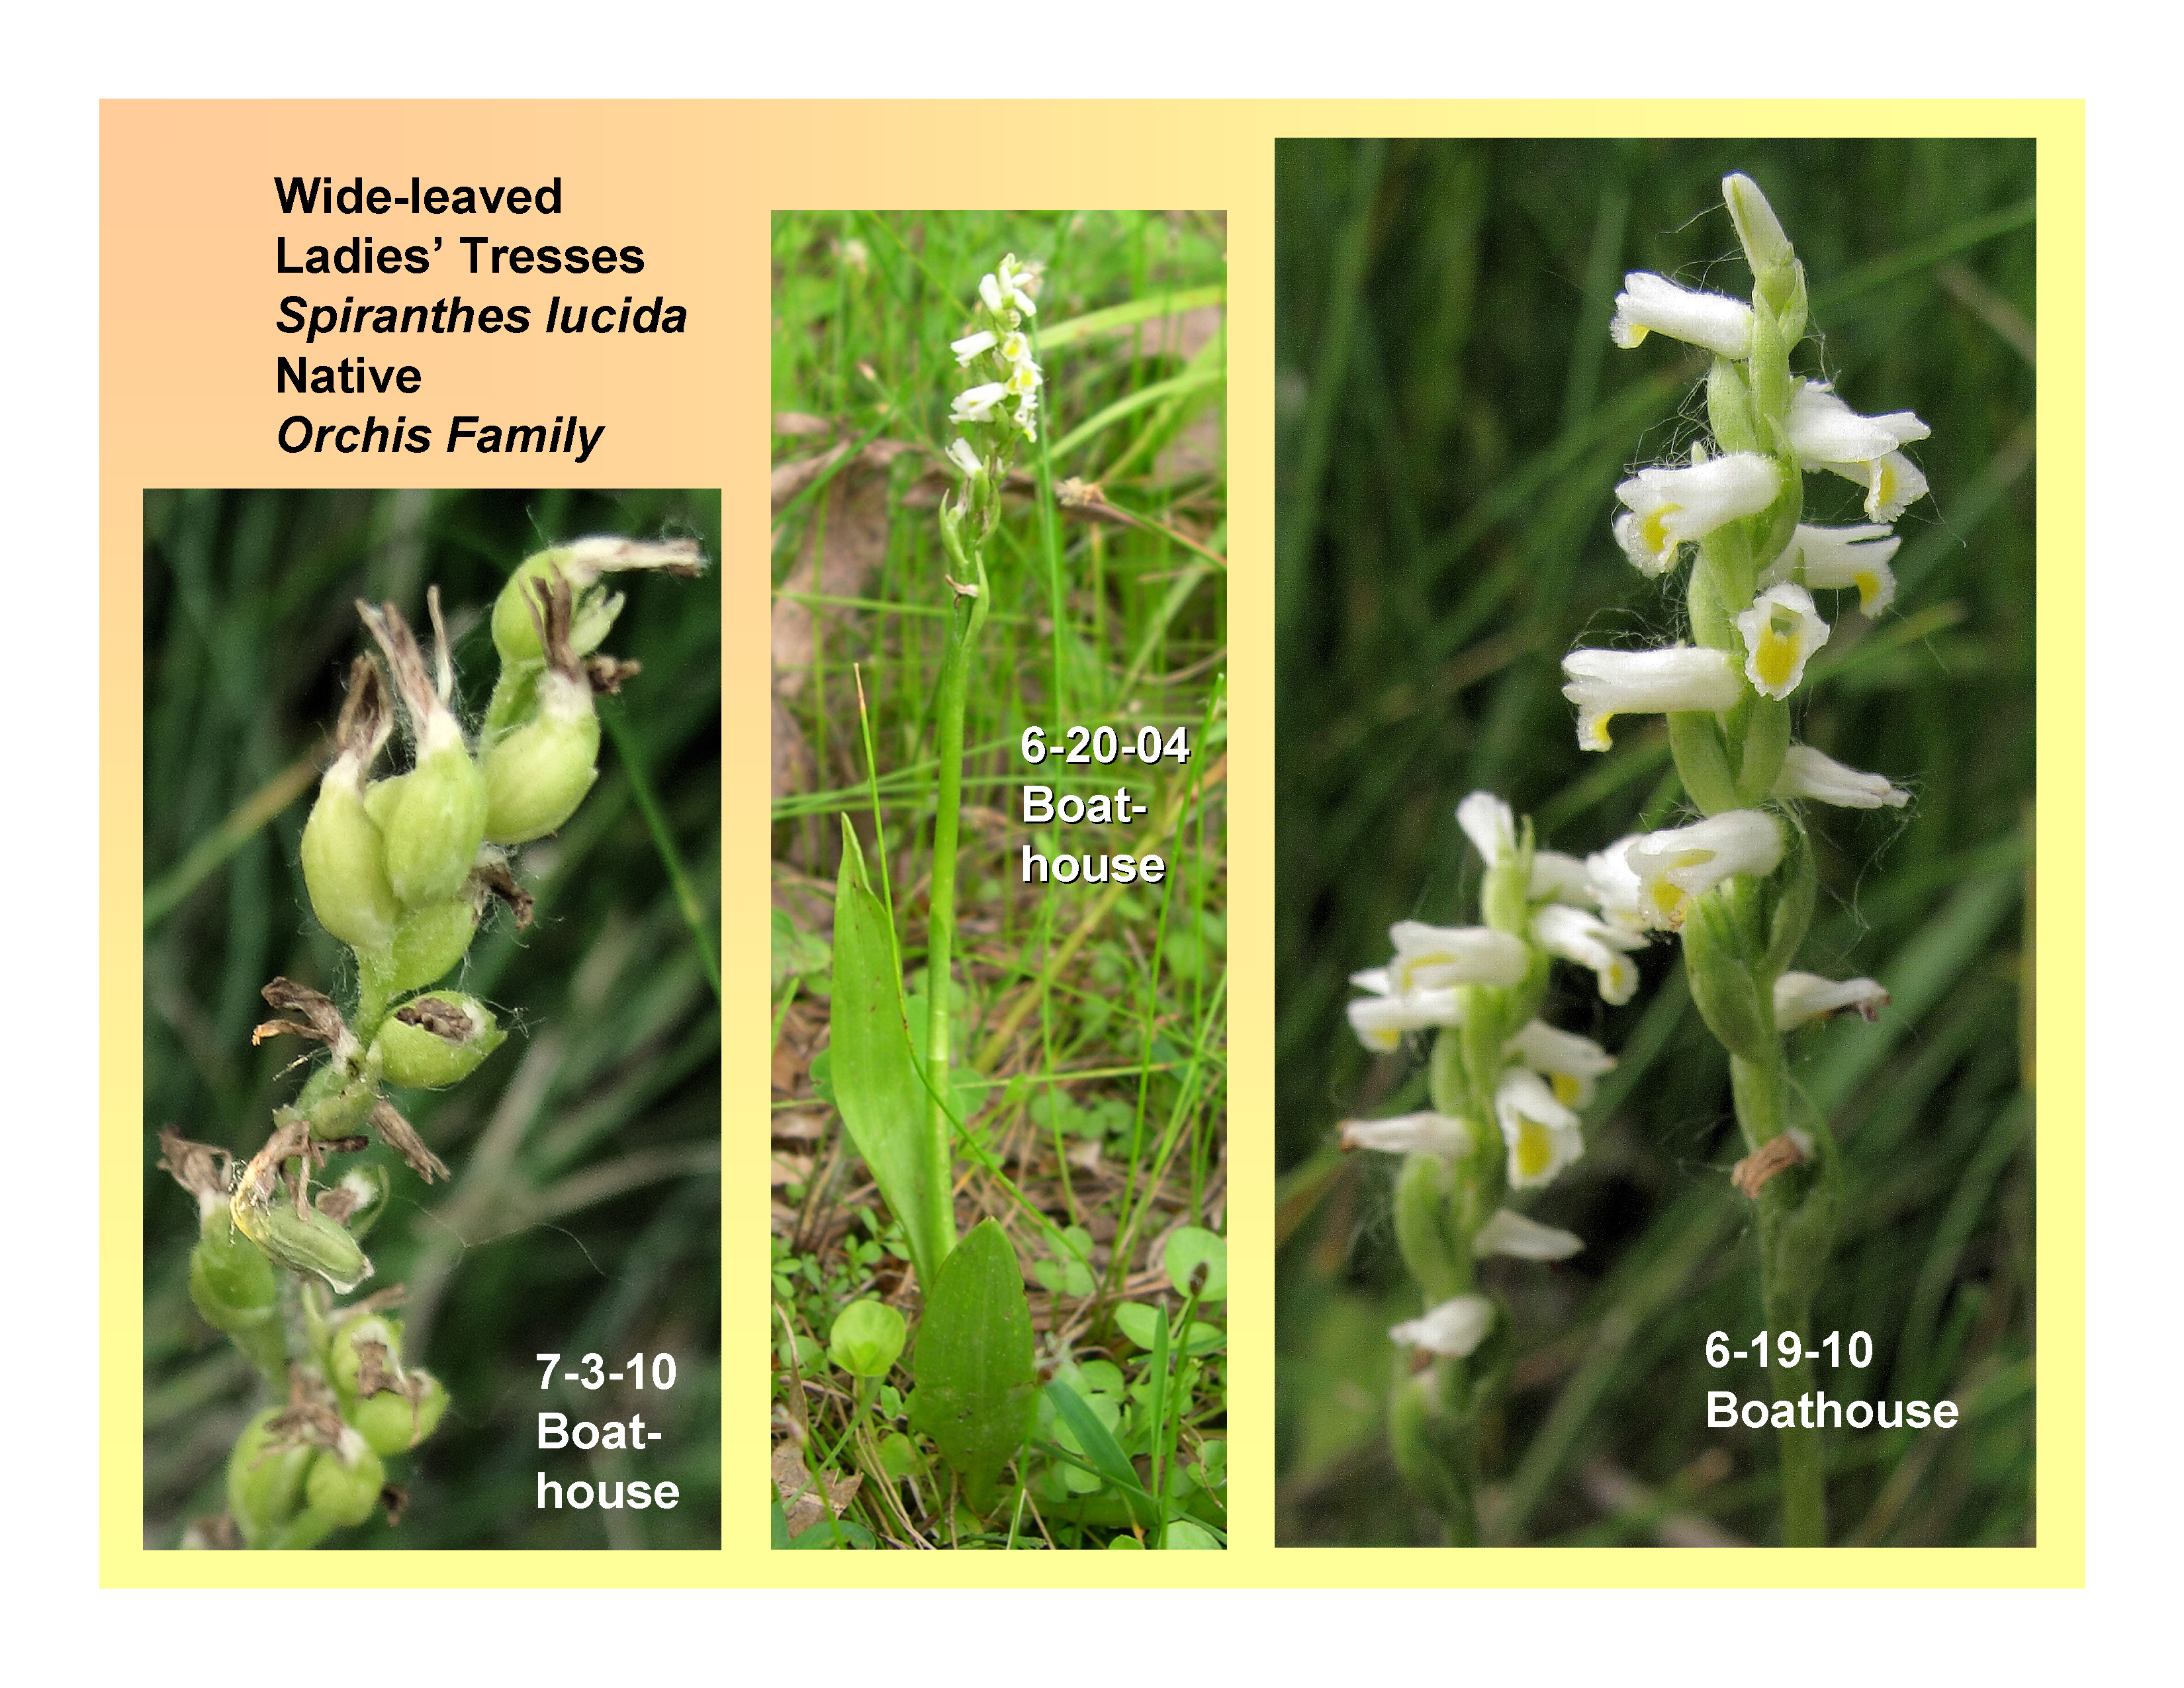 Wide-leaved
Ladies’ Tresses
Spiranthes lucida
Native
Orchis Family
6-20-04
Boat-
house
7-3-10
Boat-
house
6-19-10
Boathouse